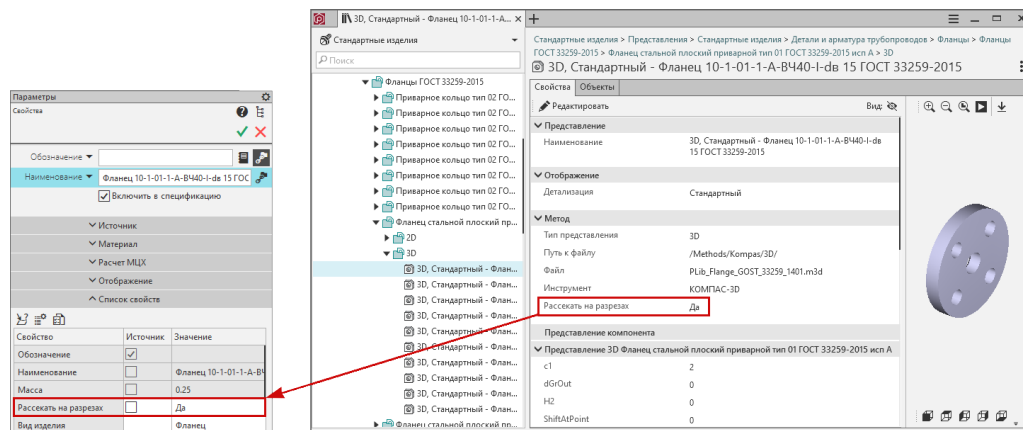 3D, Стандартный - Фланец 10-1-01-1-А...
Стандартные изделия
Поиск
Фланцы ГОСТ 33259-2015
Приварное кольцо тип 02 ГО...
Приварное кольцо тип 02 ГО...
Приварное кольцо тип 02 ГО...
Приварное кольцо тип 02 ГО...
Приварное кольцо тип 02 ГО...
Приварное кольцо тип 02 ГО...
Приварное кольцо тип 02 ГО...
Приварное кольцо тип 02 ГО...
Фланец стальной плоский пр...
2D
3D
3D, Стандартный - Флан...
3D, Стандартный - Флан...
3D, Стандартный - Флан...
3D, Стандартный - Флан...
3D, Стандартный - Флан...
3D, Стандартный - Флан...
3D, Стандартный - Флан...
3D, Стандартный - Флан...
3D, Стандартный - Флан...
3D, Стандартный - Флан...
Фланец стальной плоский пр...
Стандартные изделия > Представления > Стандартные изделия > Детали и арматура трубопроводов > Фланцы > Фланцы
ГОСТ 33259-2015 > Фланец стальной плоский приварной тип 01 ГОСТ 33259-2015 исп А > 3D
3D, Стандартный - Фланец 10-1-01-1-А-ВЧ40-I-dв 15 ГОСТ 33259-2015
Свойства Объекты
Редактировать Вид:
Представление
Наименование 3D, Стандартный - Фланец 10-1-01-1-А-ВЧ40-I-dв
15 ГОСТ 33259-2015
Отображение
Детализация Стандартный
Метод
Тип представления 3D
Путь к файлу /Methods/Kompas/3D/
Файл PLib_Flange_GOST_33259_1401.m3d
Инструмент КОМПАС-3D
Рассекать на разрезах Да
Представление компонента
Представление 3D Фланец стальной плоский приварной тип 01 ГОСТ 33259-2015 исп А
c1 2
dGrOut 0
H2 0
ShiftAtPoint 0
Параметры
Свойства
Обозначение
Наименование Фланец 10-1-01-1-А-ВЧ40-I-dв 15 ГОС
Включить в спецификацию
Источник
Материал
Расчет МЦХ
Отображение
Список свойств
Свойство Источник Значение
Обозначение
Наименование Фланец 10-1-01-1-А-ВЧ
Масса 0.25
Рассекать на разрезах Да
Вид изделия Фланец